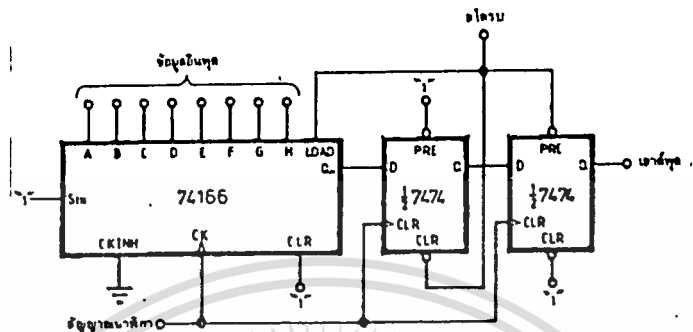 สโตรบ
ข้อมูลอินพุต
"1"
A B C D E F G H LOAD
PRE
PRE
D Q
D Q
เอาต์พุต
"1"
Sin
74166
½7474
½7474
CLR
CLR
CKINH CK CLR
CLR
CLR
"1"
"1"
สัญญาณนาฬิกา